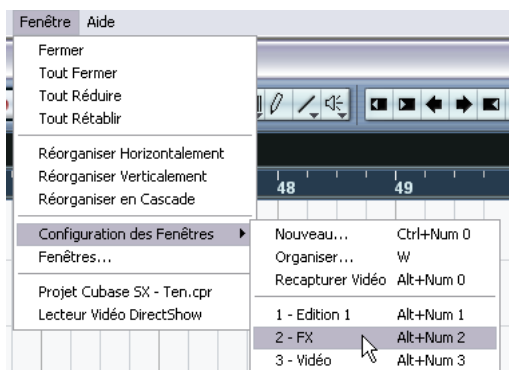 Fenêtre Aide
Fermer
Tout Fermer
Tout Réduire
Tout Rétablir
Réorganiser Horizontalement
Réorganiser Verticalement
Réorganiser en Cascade
Configuration des Fenêtres
Fenêtres...
Projet Cubase SX - Ten.cpr
Lecteur Vidéo DirectShow
48 49
Nouveau... Ctrl+Num 0
Organiser... W
Recapturer Vidéo Alt+Num 0
1 - Edition 1 Alt+Num 1
2 - FX Alt+Num 2
3 - Vidéo Alt+Num 3